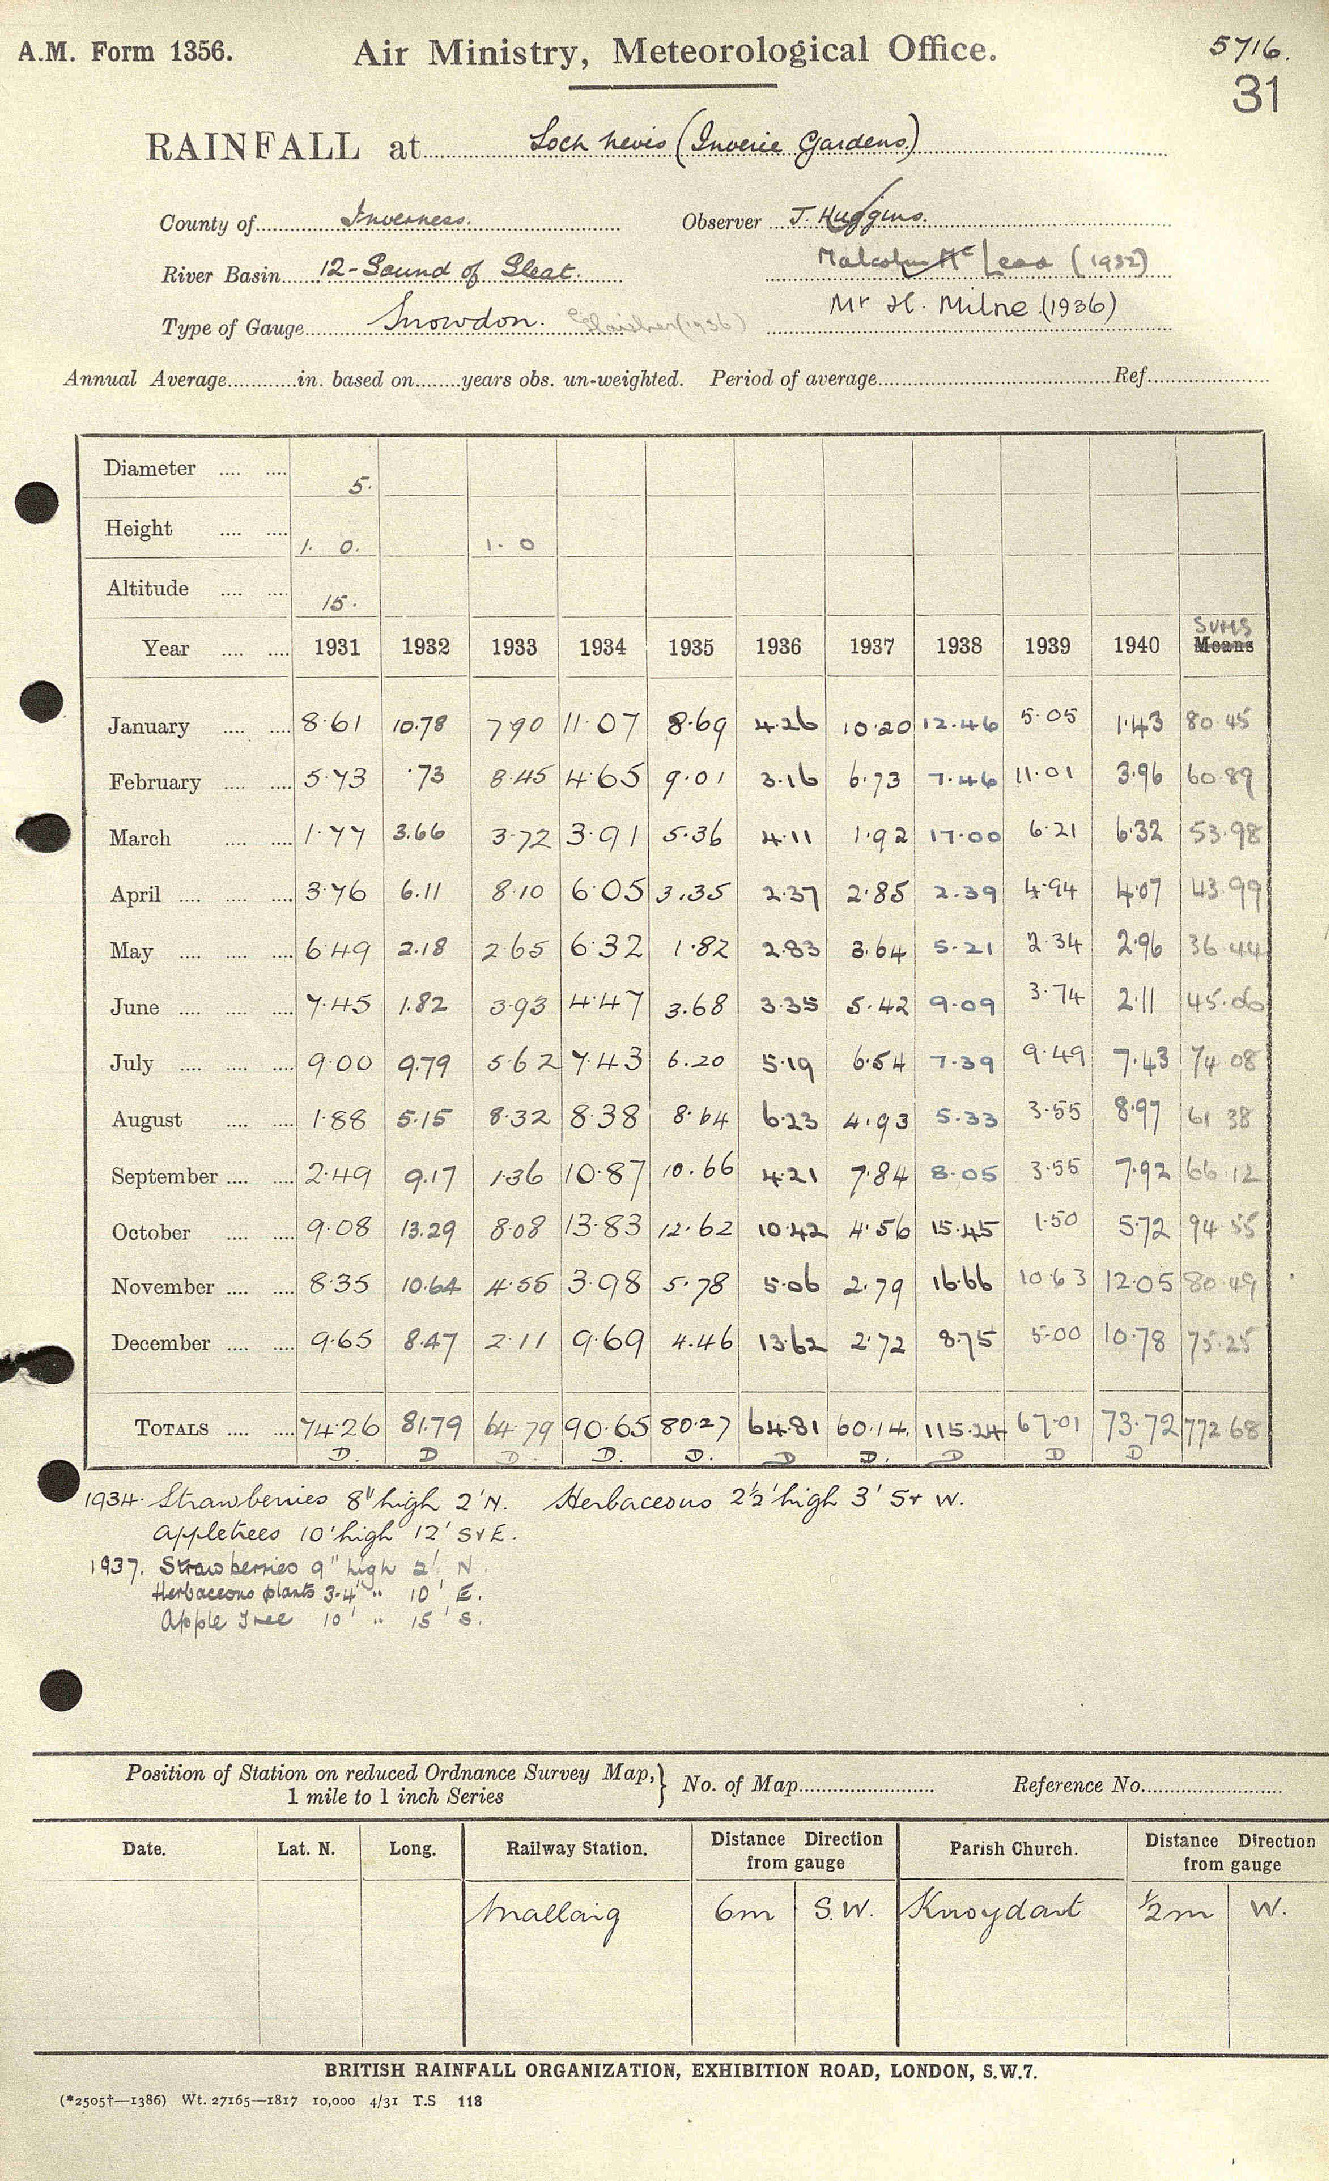 A.M. Form 1356. Air Ministry, Meteorological Office. 5716.
31
RAINFALL at Loch Nevis (Inverie Gardens)
County of Inverness. Observer J. Huggins.
River Basin 12-Sound of Sleat. Malcolm Mc Leod (1932)
Type of Gauge Snowdon. Glaisher (1936) Mr H. Milne (1936)
Annual Average in. based on years obs. un-weighted. Period of average Ref
Diameter 5.
Height 1. 0. 1. 0
Altitude 15.
Year 1931 1932 1933 1934 1935 1936 1937 1938 1939 1940 Means SUMS
January 8.61 10.78 7.90 11.07 8.69 4.26 10.20 12.46 5.05 1.43 80.45
February 5.73 .73 8.45 4.65 9.01 3.16 6.73 7.46 11.01 3.96 60.89
March 1.77 3.66 3.72 3.91 5.36 4.11 1.92 17.00 6.21 6.32 53.98
April 3.76 6.11 8.10 6.05 3.35 2.37 2.85 2.39 4.94 4.07 43.99
May 6.49 2.18 2.65 6.32 1.82 2.83 3.64 5.21 2.34 2.96 36.44
June 7.45 1.82 3.93 4.47 3.68 3.35 5.42 9.09 3.74 2.11 45.06
July 9.00 9.79 5.62 7.43 6.20 5.19 6.54 7.39 9.49 7.43 74.08
August 1.88 5.15 8.32 8.38 8.64 6.23 4.93 5.33 3.55 8.97 61.38
September 2.49 9.17 1.36 10.87 10.66 4.21 7.84 8.05 3.55 7.92 66.12
October 9.08 13.29 8.08 13.83 12.62 10.42 4.56 15.45 1.50 5.72 94.55
November 8.35 10.64 4.55 3.98 5.78 5.06 2.79 16.66 10.63 12.05 80.49
December 9.65 8.47 2.11 9.69 4.46 13.62 2.72 8.75 5.00 10.78 75.25
TOTALS 74.26 81.79 64.79 90.65 80.27 64.81 60.14. 115.24 67.01 73.72 772.68
D. D D. D. D. D D. D D D
1934. Strawberries 8" high 2' N. Herbaceous 2½' high 3' S + W.
Appletrees 10' high 12' S + E.
1937. Strawberries 9" high 2' N
Herbaceous plants 3-4' " 10' E.
Apple Tree 10' " 15' S.
Position of Station on reduced Ordnance Survey Map, } No. of Map Reference No.
1 mile to 1 inch Series
Date. Lat. N. Long. Railway Station. Distance Direction from gauge Parish Church. Distance Direction from gauge
Mallaig 6m S.W. Knoydart ½m W.
BRITISH RAINFALL ORGANIZATION, EXHIBITION ROAD, LONDON, S.W.7.
(*2505†—1386) Wt. 27165—1817 10,000 4/31 T.S 118